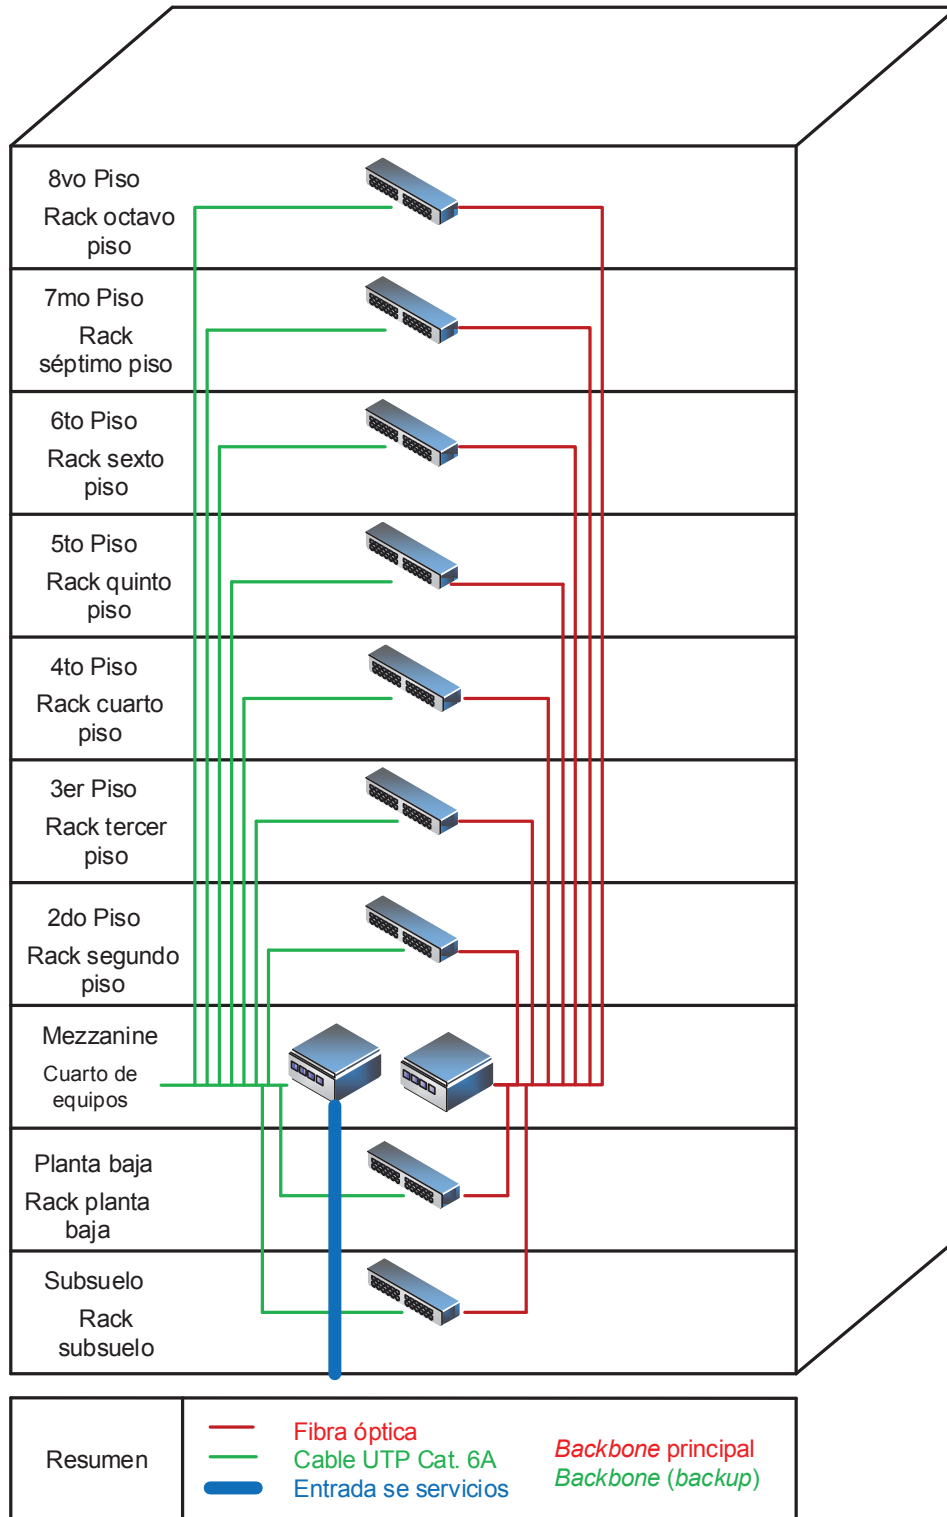 8vo Piso
Rack octavo
piso
7mo Piso
Rack
séptimo piso
6to Piso
Rack sexto
piso
5to Piso
Rack quinto
piso
4to Piso
Rack cuarto
piso
3er Piso
Rack tercer
piso
2do Piso
Rack segundo
piso
Mezzanine
Cuarto de
equipos
Planta baja
Rack planta
baja
Subsuelo
Rack
subsuelo
Resumen
Fibra óptica
Cable UTP Cat. 6A
Entrada se servicios
Backbone principal
Backbone (backup)